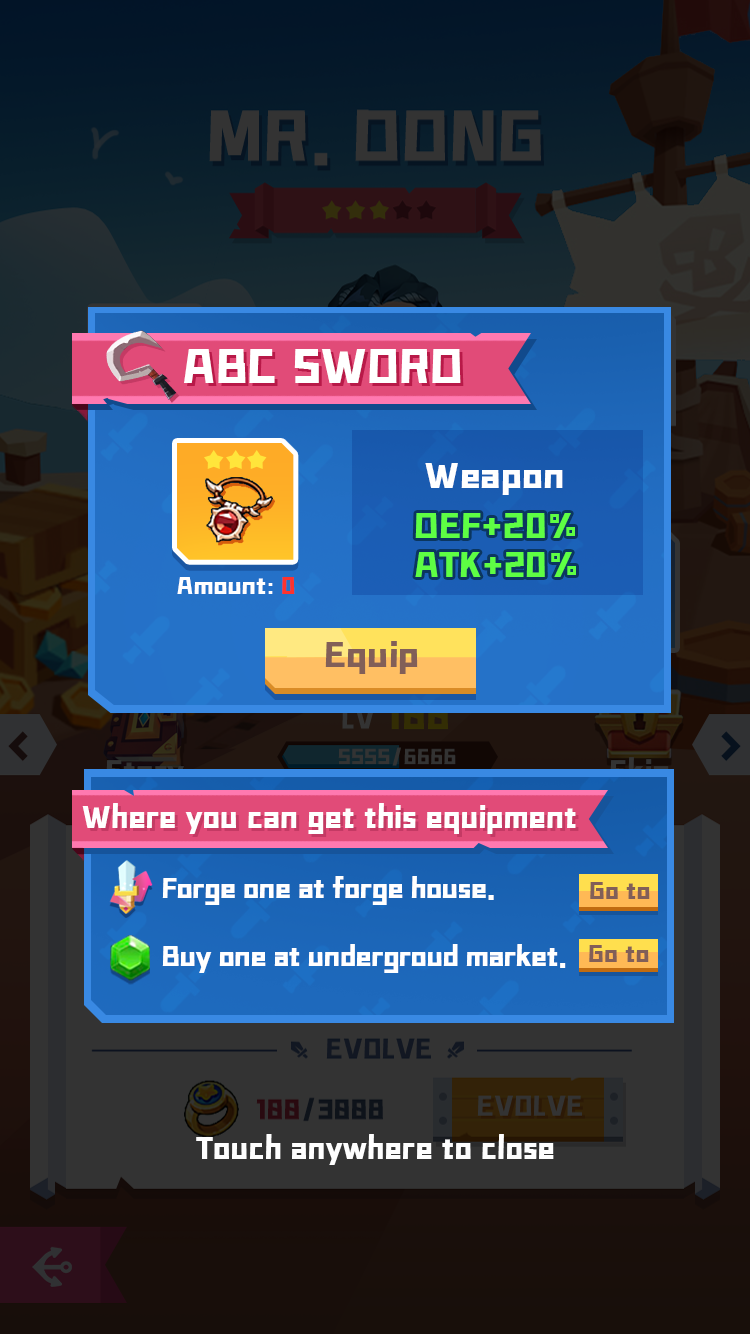 MR. DONG
ABC SWORD
Weapon
DEF+20%
ATK+20%
Amount: 0
Equip
LV 188
5555/6666
Story
Skin
Where you can get this equipment
Forge one at forge house.
Go to
Buy one at undergroud market.
Go to
EVOLVE
188/3888
EVOLVE
Touch anywhere to close